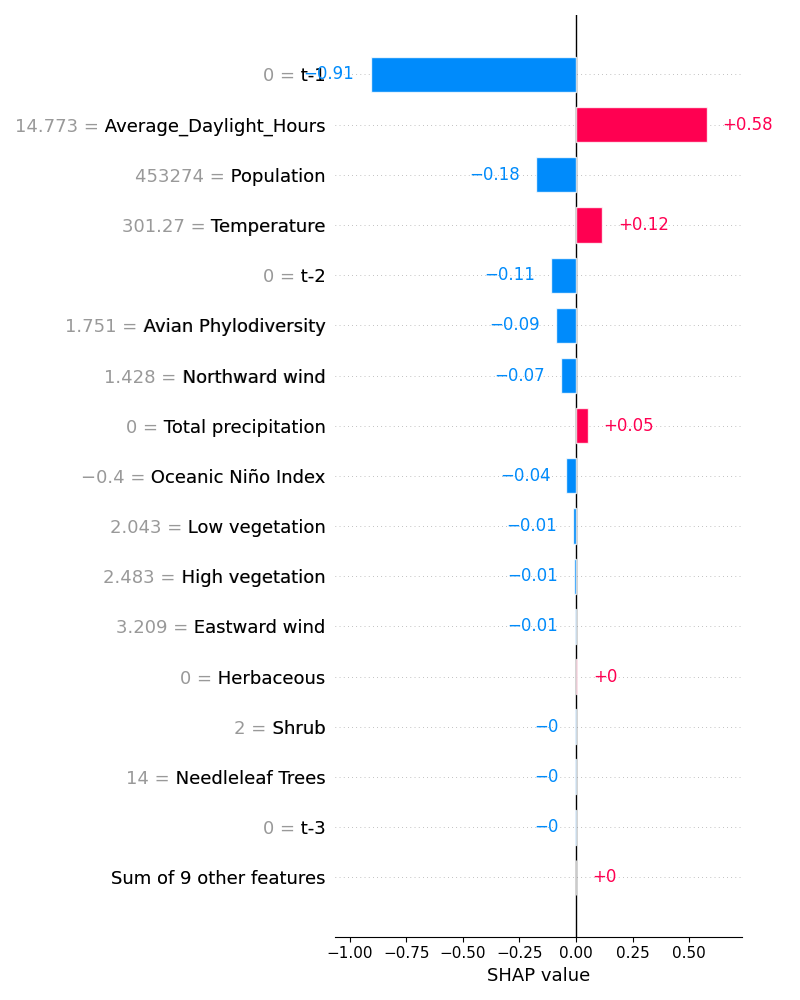 0 = t-1 −0.91
14.773 = Average_Daylight_Hours +0.58
453274 = Population −0.18
301.27 = Temperature +0.12
0 = t-2 −0.11
1.751 = Avian Phylodiversity −0.09
1.428 = Northward wind −0.07
0 = Total precipitation +0.05
−0.4 = Oceanic Niño Index −0.04
2.043 = Low vegetation −0.01
2.483 = High vegetation −0.01
3.209 = Eastward wind −0.01
0 = Herbaceous +0
2 = Shrub −0
14 = Needleleaf Trees −0
0 = t-3 −0
Sum of 9 other features +0
−1.00 −0.75 −0.50 −0.25 0.00 0.25 0.50
SHAP value